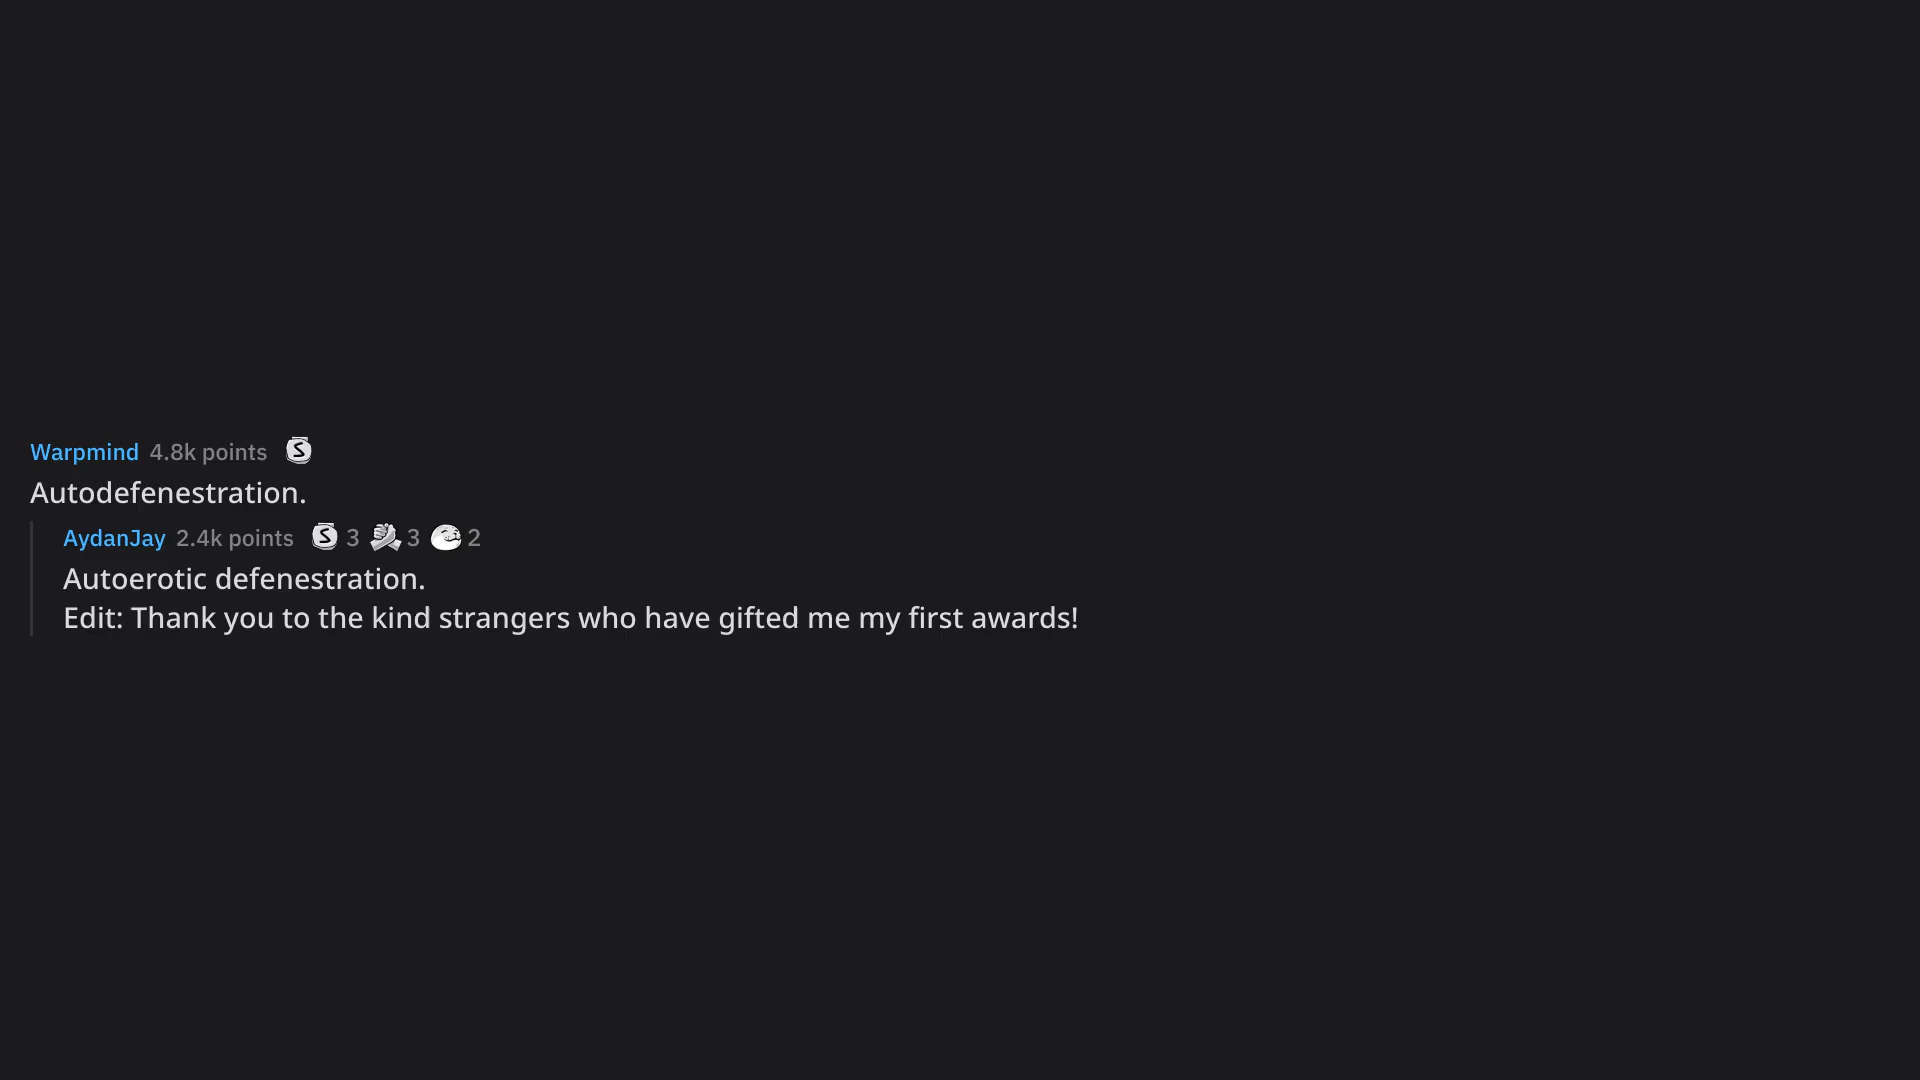 Warpmind 4.8k points
Autodefenestration.
AydanJay 2.4k points 3 3 2
Autoerotic defenestration.
Edit: Thank you to the kind strangers who have gifted me my first awards!